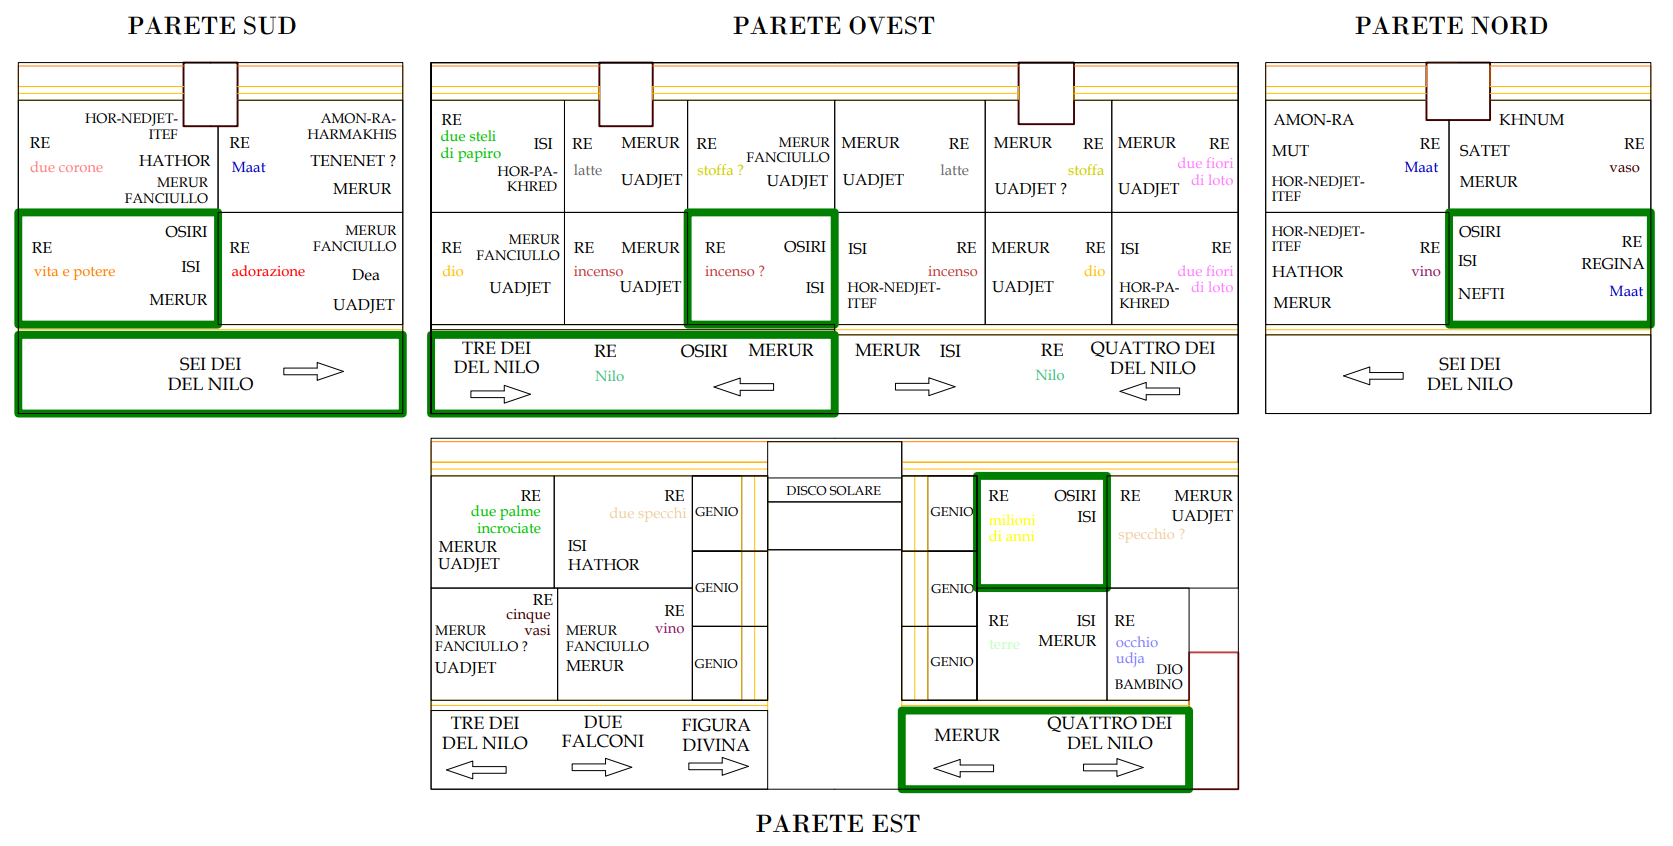 PARETE SUD
HOR-NEDJET-
ITEF
RE
due corone
HATHOR
MERUR
FANCIULLO
AMON-RA-
HARMAKHIS
RE
Maat
TENENET ?
MERUR
RE
vita e potere
OSIRI
ISI
MERUR
RE
adorazione
MERUR
FANCIULLO
Dea
UADJET
SEI DEI
DEL NILO
PARETE OVEST
RE
due steli
di papiro
ISI
HOR-PA-
KHRED
RE
latte
MERUR
UADJET
RE
stoffa ?
MERUR
FANCIULLO
UADJET
MERUR
UADJET
RE
latte
MERUR
UADJET ?
RE
stoffa
MERUR
UADJET
RE
due fiori
di loto
RE
dio
MERUR
FANCIULLO
UADJET
RE
incenso
MERUR
UADJET
RE
incenso ?
OSIRI
ISI
ISI
HOR-NEDJET-
ITEF
RE
incenso
MERUR
UADJET
RE
dio
ISI
HOR-PA-
KHRED
RE
due fiori
di loto
TRE DEI
DEL NILO
RE
Nilo
OSIRI MERUR
MERUR ISI
RE
Nilo
QUATTRO DEI
DEL NILO
PARETE NORD
AMON-RA
MUT
HOR-NEDJET-
ITEF
RE
Maat
KHNUM
SATET
MERUR
RE
vaso
HOR-NEDJET-
ITEF
HATHOR
MERUR
RE
vino
OSIRI
ISI
NEFTI
RE
REGINA
Maat
SEI DEI
DEL NILO
RE
due palme
incrociate
MERUR
UADJET
RE
due specchi
ISI
HATHOR
GENIO
GENIO
GENIO
RE
cinque
vasi
MERUR
FANCIULLO ?
UADJET
RE
vino
MERUR
FANCIULLO
MERUR
DISCO SOLARE
GENIO
GENIO
GENIO
RE
milioni
di anni
OSIRI
ISI
RE
specchio ?
MERUR
UADJET
RE
terre
ISI
MERUR
RE
occhio
udja
DIO
BAMBINO
TRE DEI
DEL NILO
DUE
FALCONI
FIGURA
DIVINA
MERUR
QUATTRO DEI
DEL NILO
PARETE EST